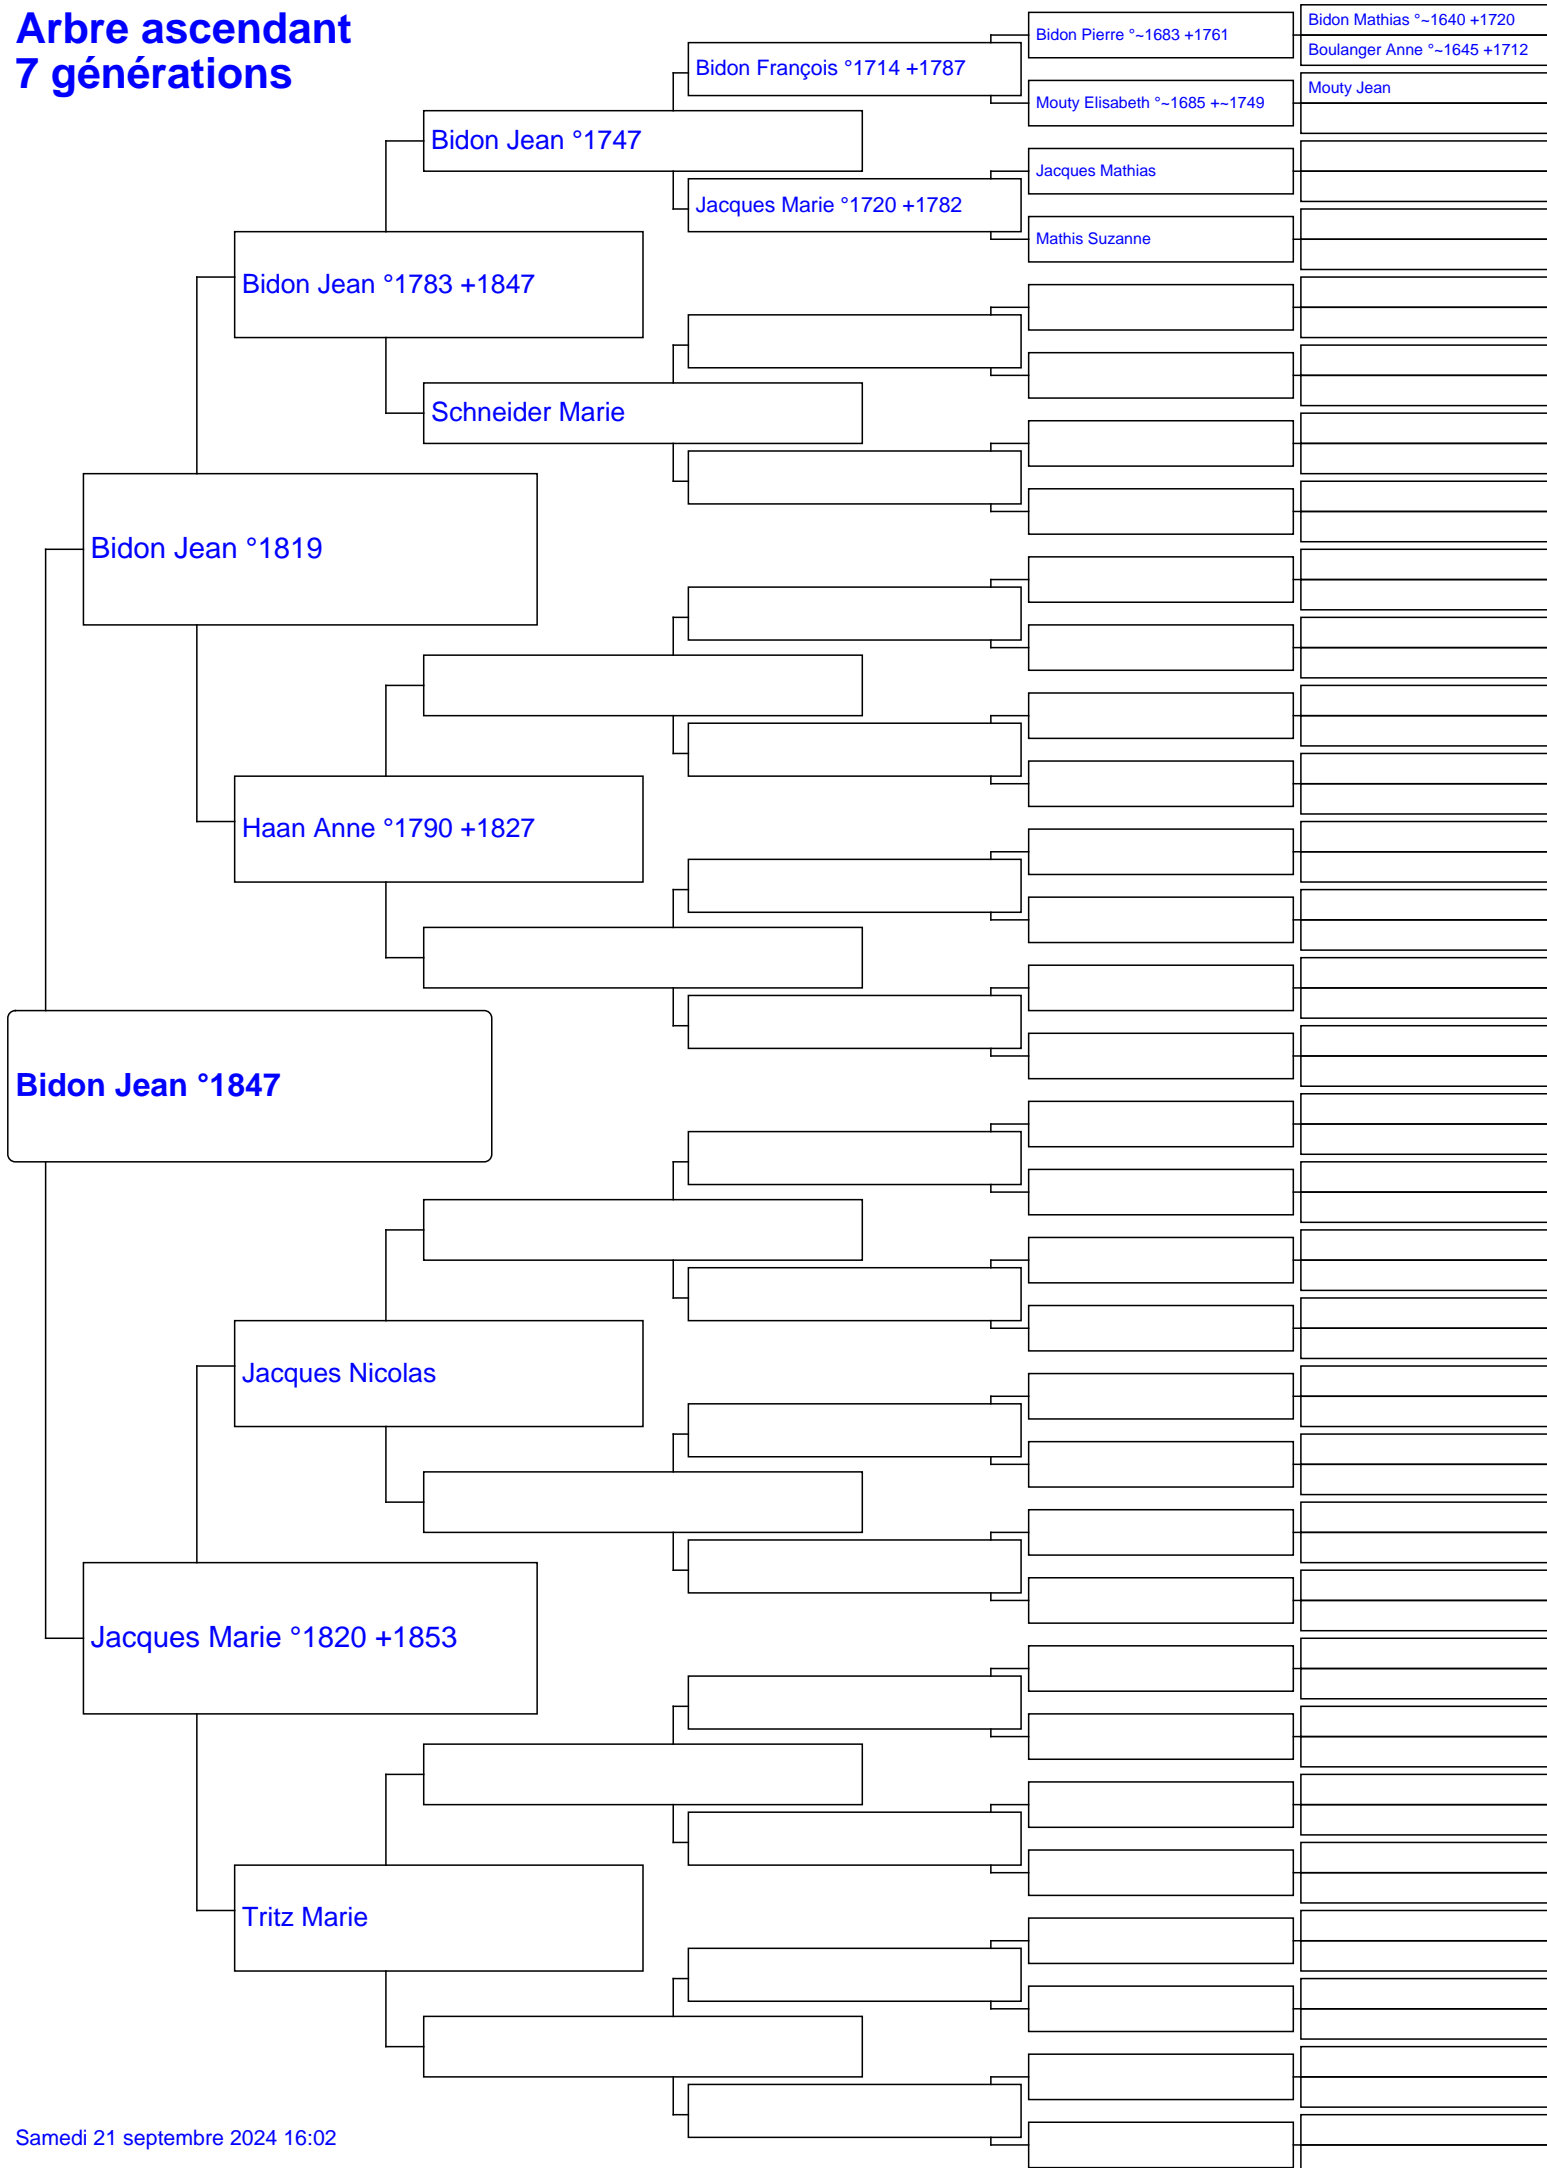 Arbre ascendant
7 générations
Bidon Mathias °~1640 +1720
Bidon Pierre °~1683 +1761
Boulanger Anne °~1645 +1712
Bidon François °1714 +1787
Mouty Jean
Mouty Elisabeth °~1685 +~1749
Bidon Jean °1747
Jacques Mathias
Jacques Marie °1720 +1782
Mathis Suzanne
Bidon Jean °1783 +1847
Schneider Marie
Bidon Jean °1819
Haan Anne °1790 +1827
Bidon Jean °1847
Jacques Nicolas
Jacques Marie °1820 +1853
Tritz Marie
Samedi 21 septembre 2024 16:02